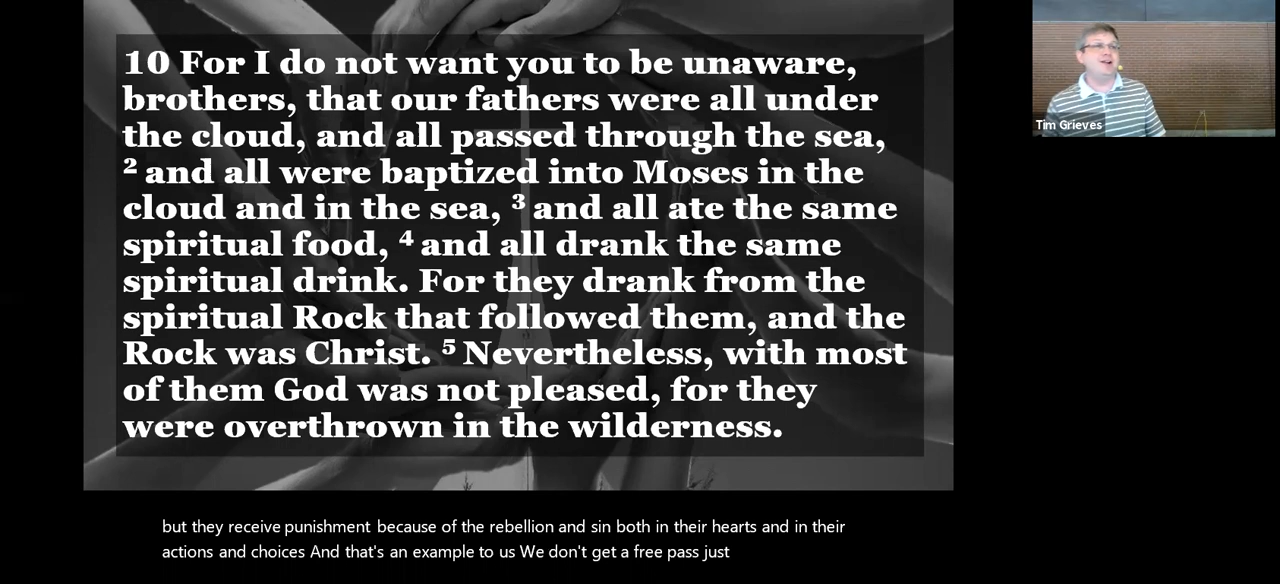 10 For I do not want you to be unaware,
brothers, that our fathers were all under
the cloud, and all passed through the sea,
² and all were baptized into Moses in the
cloud and in the sea, ³ and all ate the same
spiritual food, ⁴ and all drank the same
spiritual drink. For they drank from the
spiritual Rock that followed them, and the
Rock was Christ. ⁵ Nevertheless, with most
of them God was not pleased, for they
were overthrown in the wilderness.
Tim Grieves
but they receive punishment because of the rebellion and sin both in their hearts and in their
actions and choices And that's an example to us We don't get a free pass just